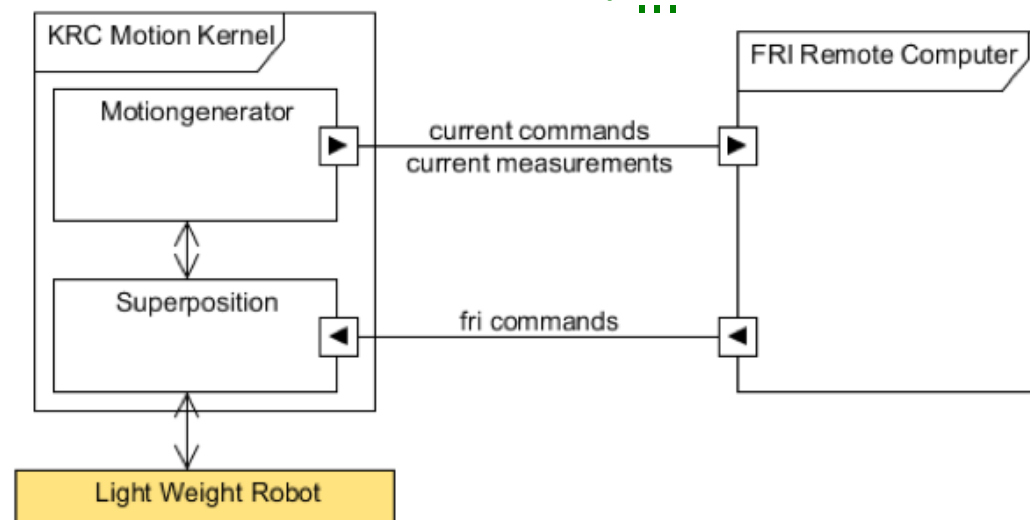 KRC Motion Kernel
FRI Remote Computer
Motiongenerator
current commands
current measurements
Superposition
fri commands
Light Weight Robot